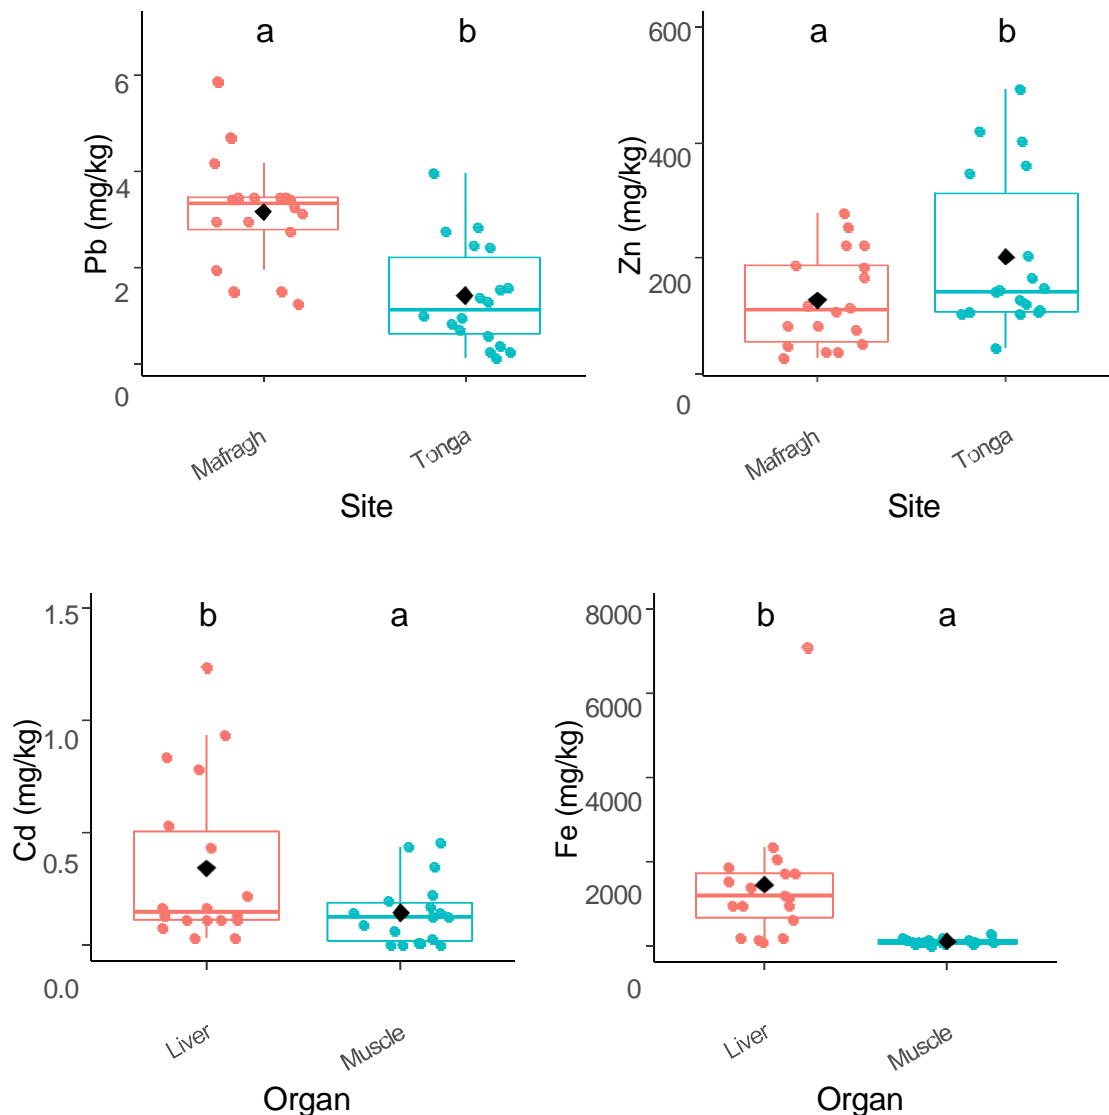 a b
6
4
2
0
Pb (mg/kg)
Mafragh Tonga
Site
a b
600
400
200
0
Zn (mg/kg)
Mafragh Tonga
Site
b a
1.5
1.0
0.5
0.0
Cd (mg/kg)
Liver Muscle
Organ
b a
8000
6000
4000
2000
0
Fe (mg/kg)
Liver Muscle
Organ